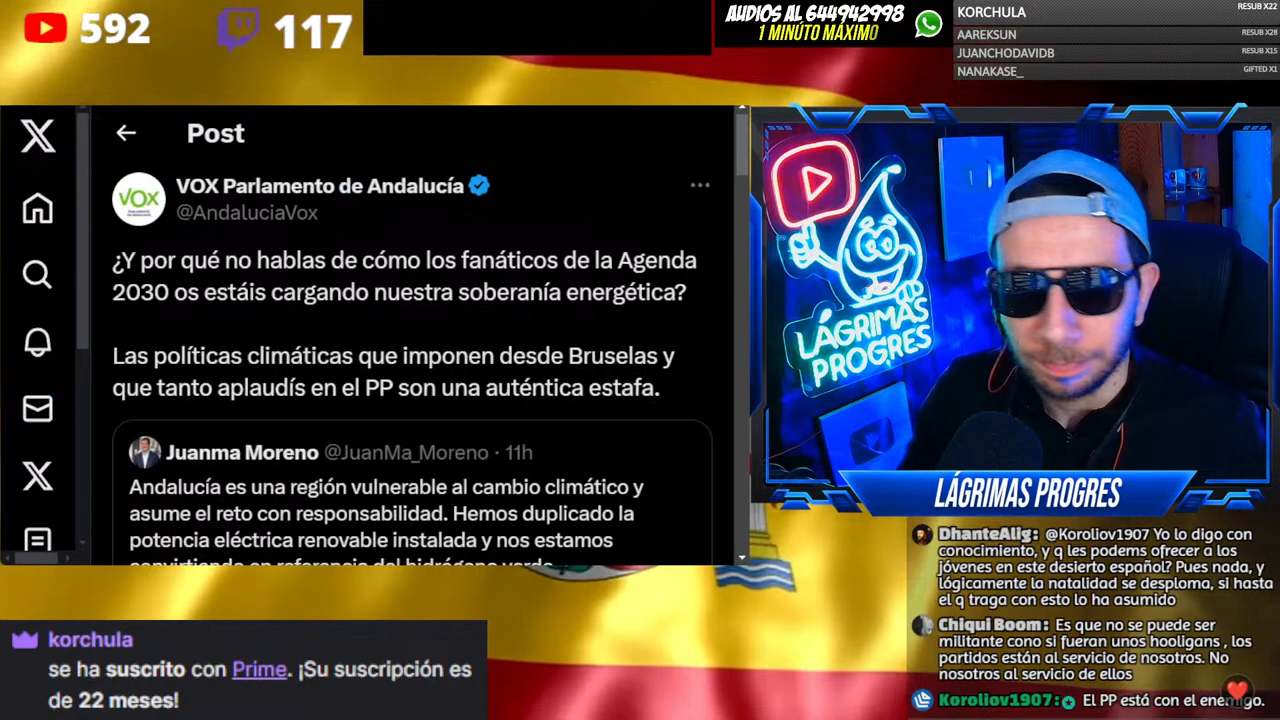 592
117
AUDIOS AL 644942998
1 MINÚTO MÁXIMO
KORCHULA RESUB X22
AAREKSUN RESUB X28
JUANCHODAVIDB RESUB X15
NANAKASE_ GIFTED X1
Post
VOX
VOX Parlamento de Andalucía
@AndaluciaVox
¿Y por qué no hablas de cómo los fanáticos de la Agenda
2030 os estáis cargando nuestra soberanía energética?
Las políticas climáticas que imponen desde Bruselas y
que tanto aplaudís en el PP son una auténtica estafa.
Juanma Moreno @JuanMa_Moreno · 11h
Andalucía es una región vulnerable al cambio climático y
asume el reto con responsabilidad. Hemos duplicado la
potencia eléctrica renovable instalada y nos estamos
convirtiendo en referencia del hidrógeno verde
LÁGRIMAS
PROGRES
LÁGRIMAS PROGRES
DhanteAlig: @Koroliov1907 Yo lo digo con
conocimiento, y q les podems ofrecer a los
jóvenes en este desierto español? Pues nada, y
lógicamente la natalidad se desploma, si hasta
el q traga con esto lo ha asumido
Chiqui Boom: Es que no se puede ser
militante cono si fueran unos hooligans , los
partidos están al servicio de nosotros. No
nosotros al servicio de ellos
Koroliov1907: El PP está con el enemigo.
korchula
se ha suscrito con Prime. ¡Su suscripción es
de 22 meses!